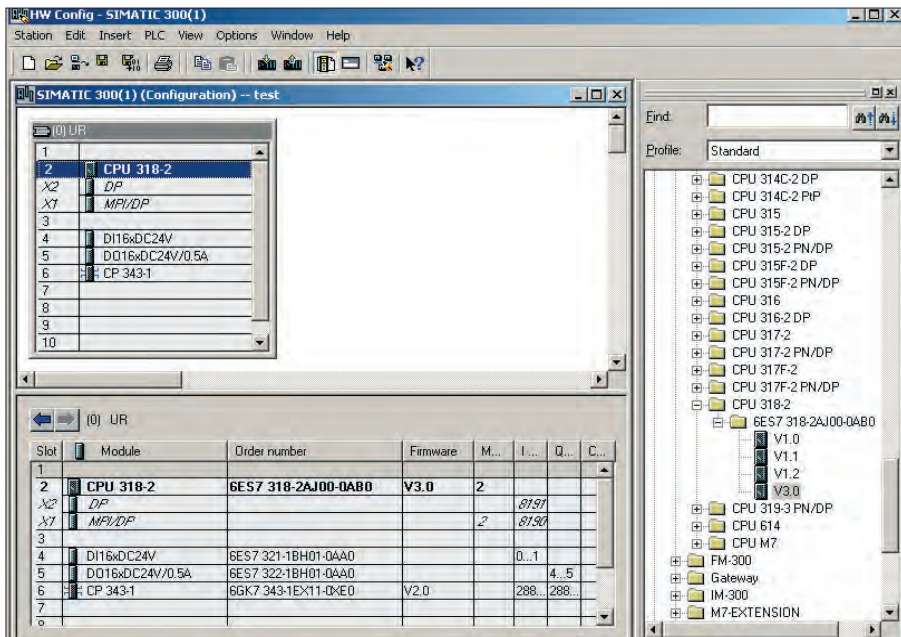 HW Config - SIMATIC 300(1)
Station Edit Insert PLC View Options Window Help
SIMATIC 300(1) (Configuration) -- test
(0) UR
1
2 CPU 318-2
X2 DP
X1 MPI/DP
3
4 DI16xDC24V
5 DO16xDC24V/0.5A
6 CP 343-1
7
8
9
10
Find:
Profile: Standard
CPU 314C-2 DP
CPU 314C-2 PtP
CPU 315
CPU 315-2 DP
CPU 315-2 PN/DP
CPU 315F-2 DP
CPU 315F-2 PN/DP
CPU 316
CPU 316-2 DP
CPU 317-2
CPU 317-2 PN/DP
CPU 317F-2
CPU 317F-2 PN/DP
CPU 318-2
6ES7 318-2AJ00-0AB0
V1.0
V1.1
V1.2
V3.0
CPU 319-3 PN/DP
CPU 614
CPU M7
FM-300
Gateway
IM-300
M7-EXTENSION
(0) UR
Slot Module Order number Firmware M... I... Q... C...
1
2 CPU 318-2 6ES7 318-2AJ00-0AB0 V3.0 2
X2 DP 8191
X1 MPI/DP 2 8190
3
4 DI16xDC24V 6ES7 321-1BH01-0AA0 0...1
5 DO16xDC24V/0.5A 6ES7 322-1BH01-0AA0 4...5
6 CP 343-1 6GK7 343-1EX11-0XE0 V2.0 288... 288...
7